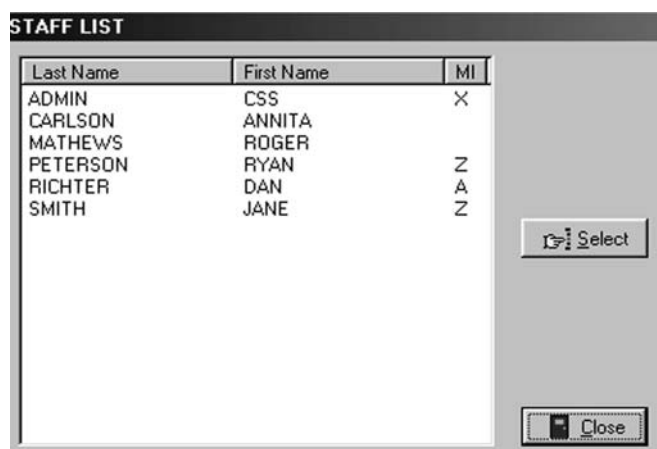 STAFF LIST
Last Name First Name MI
ADMIN CSS X
CARLSON ANNITA
MATHEWS ROGER
PETERSON RYAN Z
RICHTER DAN A
SMITH JANE Z
Select
Close